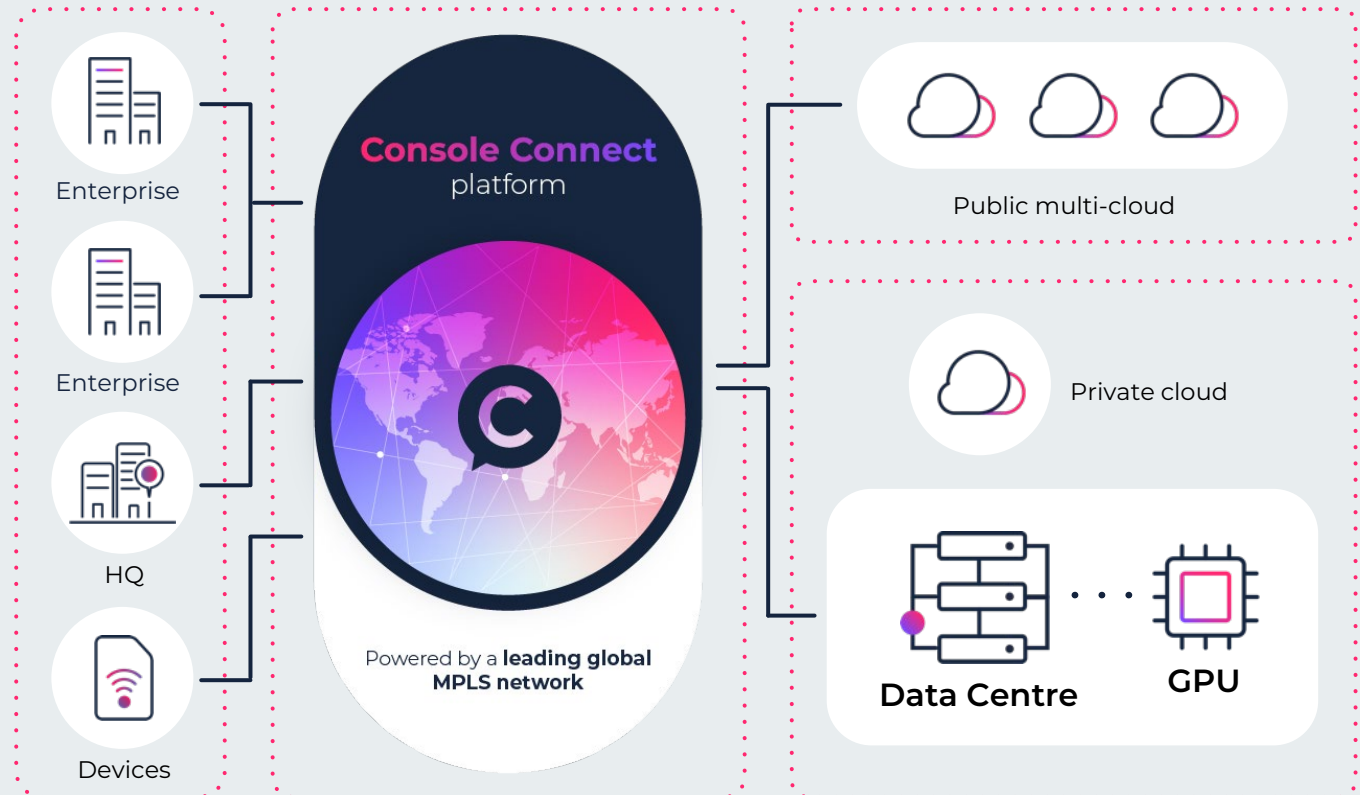 Enterprise
Enterprise
HQ
Devices
Console Connect
platform
Powered by a leading global
MPLS network
Public multi-cloud
Private cloud
Data Centre
GPU